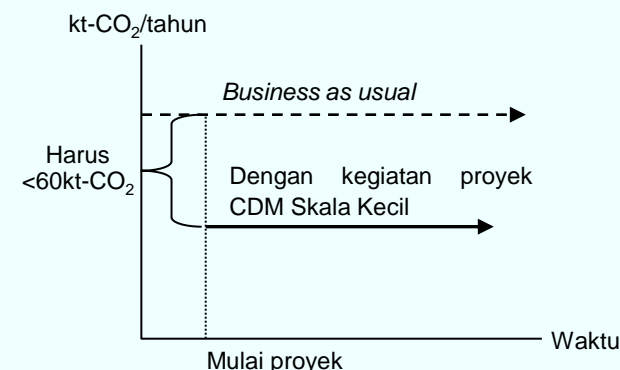 kt-CO₂/tahun
Business as usual
Harus
<60kt-CO₂
Dengan kegiatan proyek
CDM Skala Kecil
Waktu
Mulai proyek